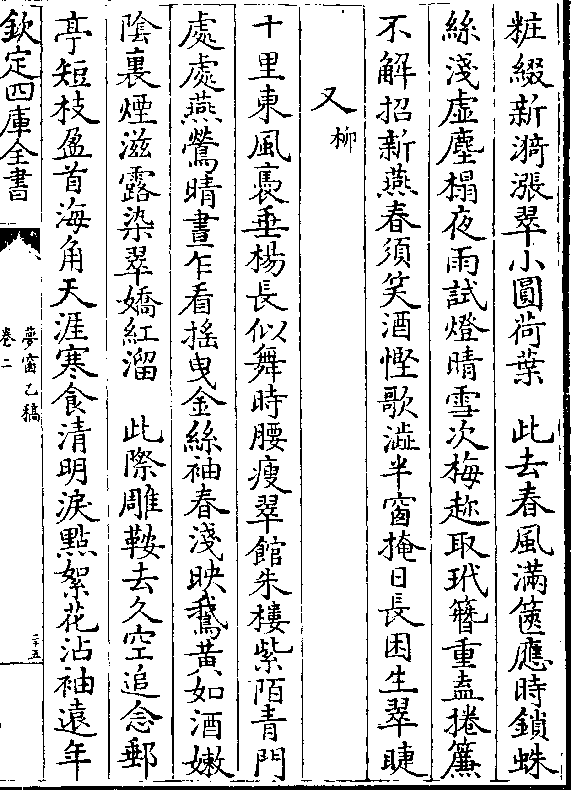 粧綴新漪漲翠小圓荷葉　此去春風滿篋應時鎖蛛
絲淺虛塵榻夜雨試燈晴雪次梅趂取玳簪重盍捲簾
不解招新燕春須笑酒慳歌澁半窗掩日長困生翠睫
又柳
十里東風裊垂楊長似舞時腰瘦翠館朱樓紫陌青門
處處燕鶯晴晝乍看搖曳金絲袖春淺映鵞黃如酒嫰
陰裏煙滋露染翠嬌紅溜　此際雕鞍去久空追念郵
亭短枝盈首海角天涯寒食清明淚點絮花沾袖遠年
欽定四庫全書
夢窗乙稿
卷二
二十五